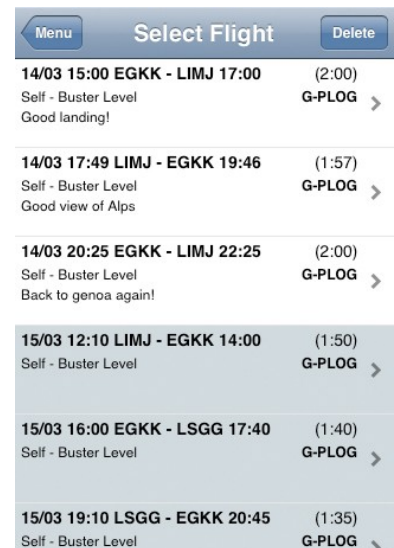 Menu Select Flight Delete
14/03 15:00 EGKK - LIMJ 17:00 (2:00)
Self - Buster Level G-PLOG
Good landing!
14/03 17:49 LIMJ - EGKK 19:46 (1:57)
Self - Buster Level G-PLOG
Good view of Alps
14/03 20:25 EGKK - LIMJ 22:25 (2:00)
Self - Buster Level G-PLOG
Back to genoa again!
15/03 12:10 LIMJ - EGKK 14:00 (1:50)
Self - Buster Level G-PLOG
15/03 16:00 EGKK - LSGG 17:40 (1:40)
Self - Buster Level G-PLOG
15/03 19:10 LSGG - EGKK 20:45 (1:35)
Self - Buster Level G-PLOG